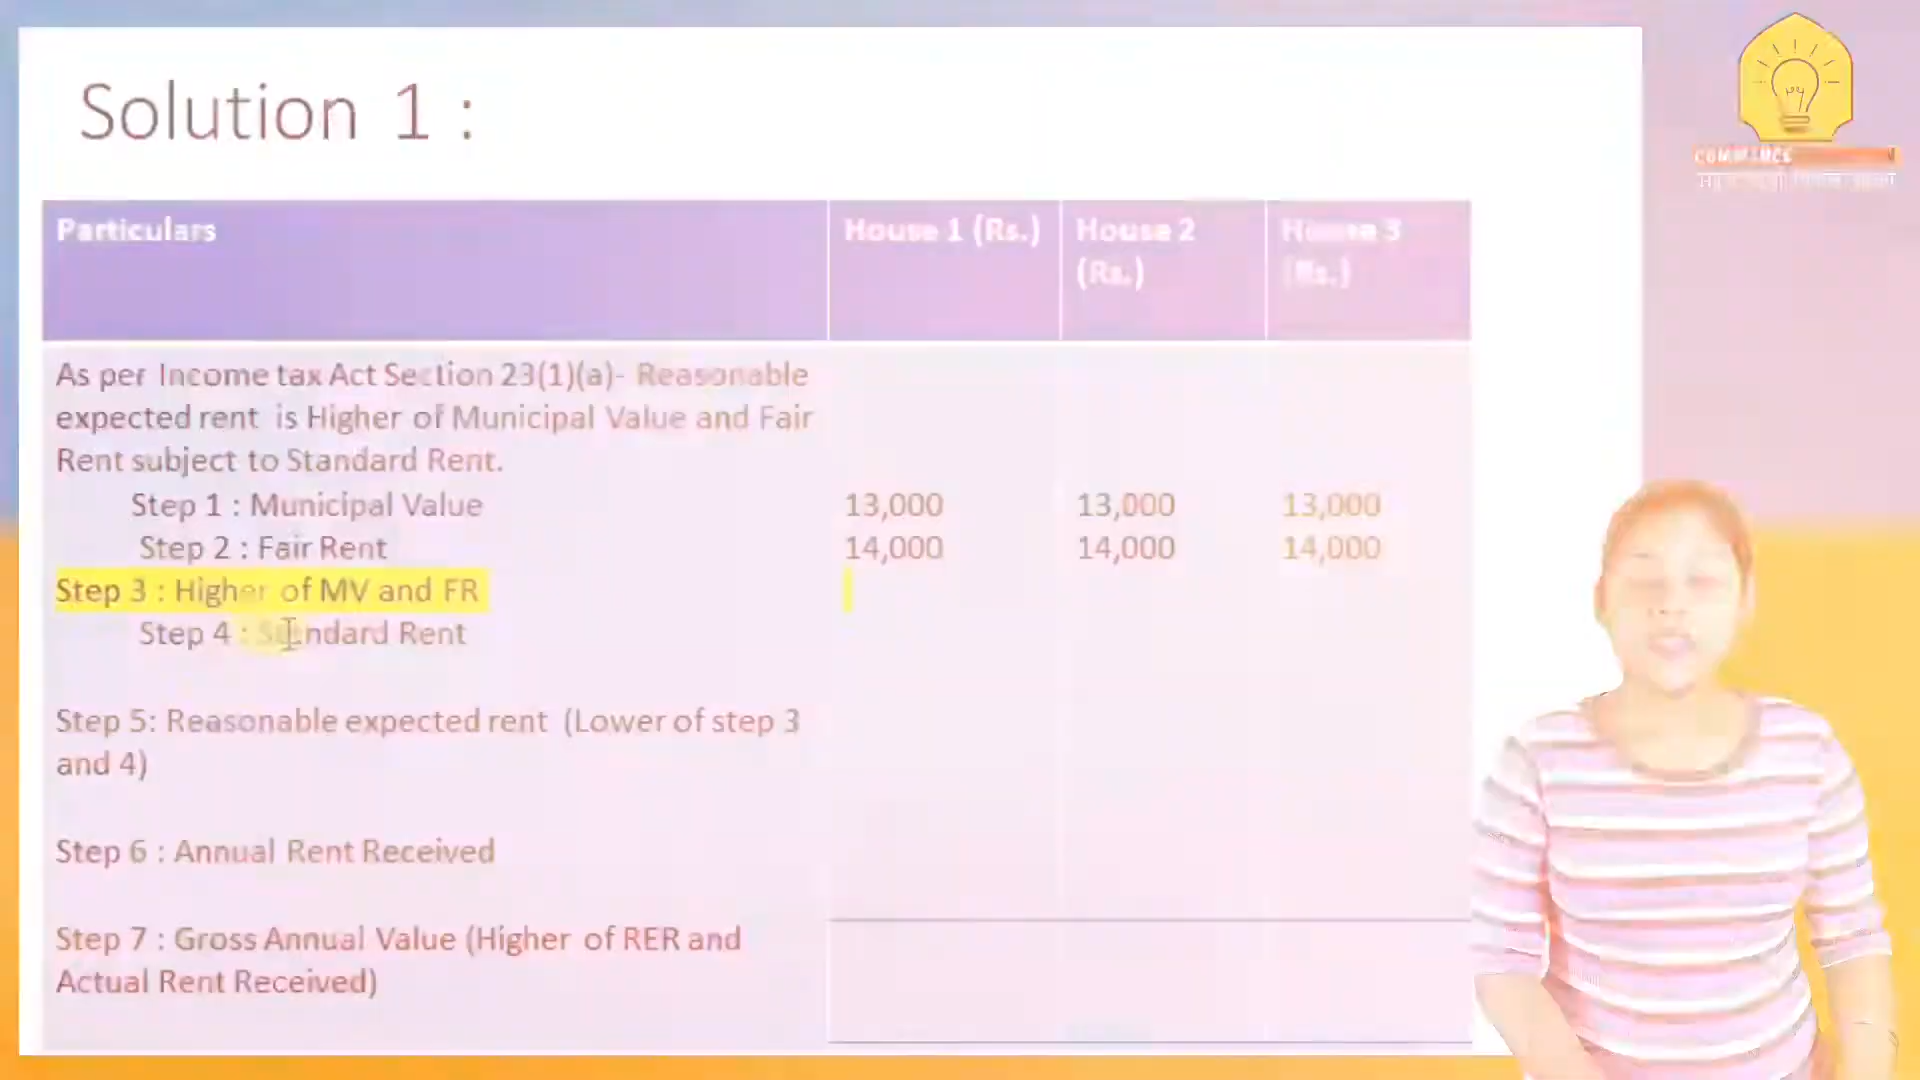 Solution 1 :
Particulars House 1 (Rs.) House 2 (Rs.) House 3 (Rs.)
As per Income tax Act Section 23(1)(a)- Reasonable
expected rent is Higher of Municipal Value and Fair
Rent subject to Standard Rent.
Step 1 : Municipal Value 13,000 13,000 13,000
Step 2 : Fair Rent 14,000 14,000 14,000
Step 3 : Higher of MV and FR
Step 4 : Standard Rent
Step 5: Reasonable expected rent (Lower of step 3
and 4)
Step 6 : Annual Rent Received
Step 7 : Gross Annual Value (Higher of RER and
Actual Rent Received)